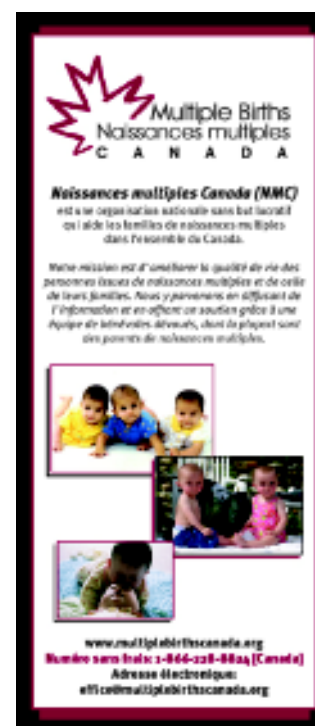 Multiple Births
Naissances multiples
C A N A D A
Naissances multiples Canada (NMC)
est une organisation nationale sans but lucratif
qui aide les familles de naissances multiples
dans l'ensemble du Canada.
Notre mission est d'améliorer la qualité de vie des
personnes issues de naissances multiples et de celle
de leurs familles. Nous y parvenons en diffusant de
l'information et en offrant un soutien grâce à une
équipe de bénévoles dévoués, dont la plupart sont
des parents de naissances multiples.
www.multiplebirthscanada.org
Numéro sans frais: 1-866-228-8824 (Canada)
Adresse électronique:
office@multiplebirthscanada.org